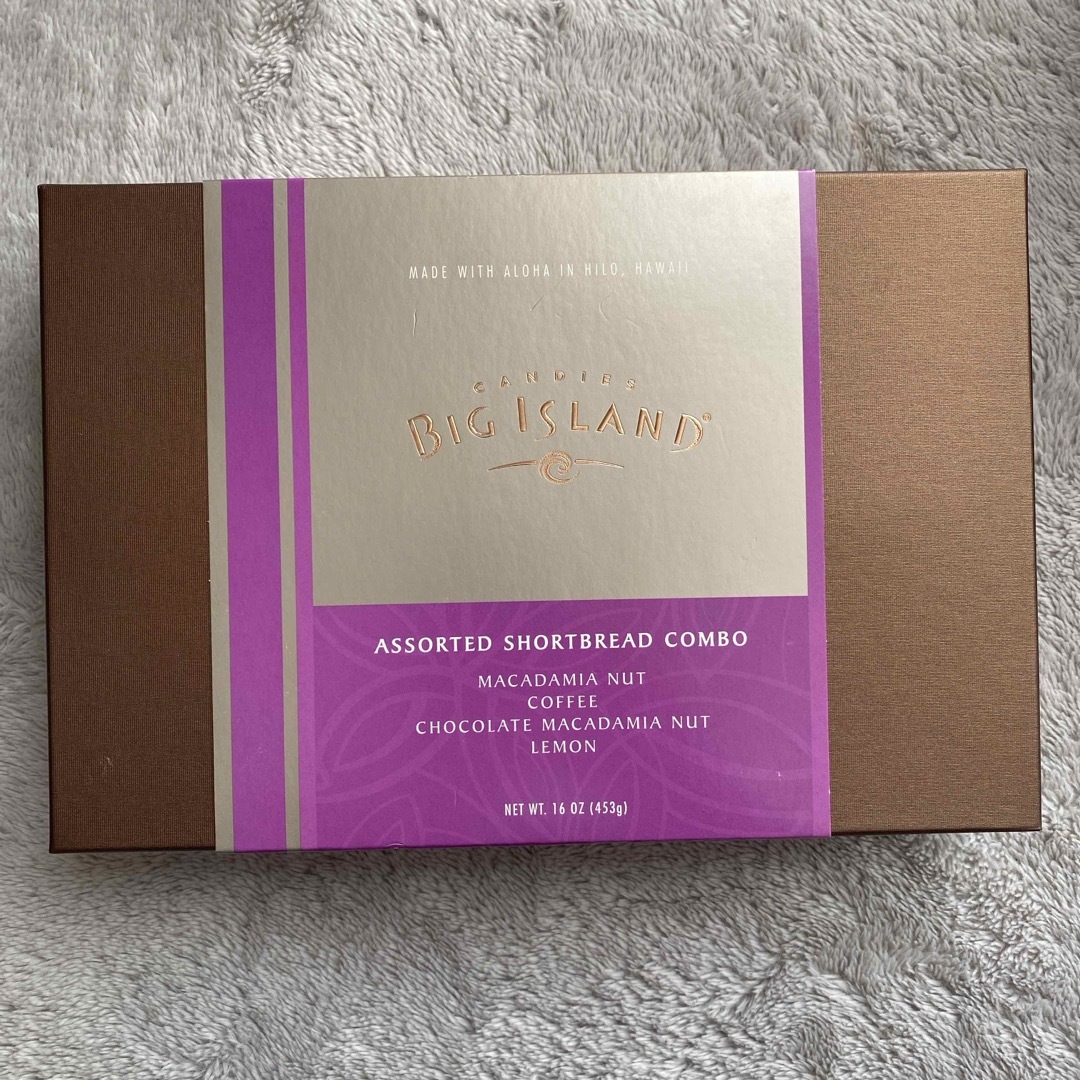 MADE WITH ALOHA IN HILO, HAWAII
CANDIES
BIG ISLAND®
ASSORTED SHORTBREAD COMBO
MACADAMIA NUT
COFFEE
CHOCOLATE MACADAMIA NUT
LEMON
NET WT. 16 OZ (453g)